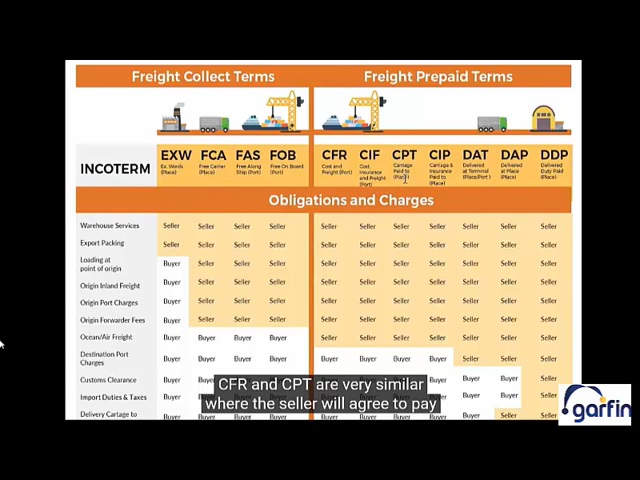 Freight Collect Terms Freight Prepaid Terms
INCOTERM EXW FCA FAS FOB CFR CIF CPT CIP DAT DAP DDP
Ex. Works (Place) Free Carrier (Place) Free Along Ship (Port) Free On Board (Port) Cost and Freight (Port) Cost, Insurance and Freight (Port) Carriage Paid to (Place) Carriage & Insurance Paid to (Place) Delivered at Terminal (Place/Port) Delivered at Place (Place) Delivered Duty Paid (Place)
Obligations and Charges
Warehouse Services Seller Seller Seller Seller Seller Seller Seller Seller Seller Seller Seller
Export Packing Seller Seller Seller Seller Seller Seller Seller Seller Seller Seller Seller
Loading at point of origin Buyer Seller Seller Seller Seller Seller Seller Seller Seller Seller Seller
Origin Inland Freight Buyer Seller Seller Seller Seller Seller Seller Seller Seller Seller Seller
Origin Port Charges Buyer Seller Seller Seller Seller Seller Seller Seller Seller Seller Seller
Origin Forwarder Fees Buyer Seller Seller Seller Seller Seller Seller Seller Seller Seller Seller
Ocean/Air Freight Buyer Buyer Buyer Buyer Seller Seller Seller Seller Seller Seller Seller
Destination Port Charges Buyer Buyer Buyer Buyer Buyer Buyer Buyer Buyer Seller Seller Seller
Customs Clearance Buyer Buyer Buyer Buyer Buyer Buyer Seller
Import Duties & Taxes Buyer Buyer Buyer Seller
Delivery Cartage to Buyer Buyer Seller Seller
CFR and CPT are very similar
where the seller will agree to pay
garfin